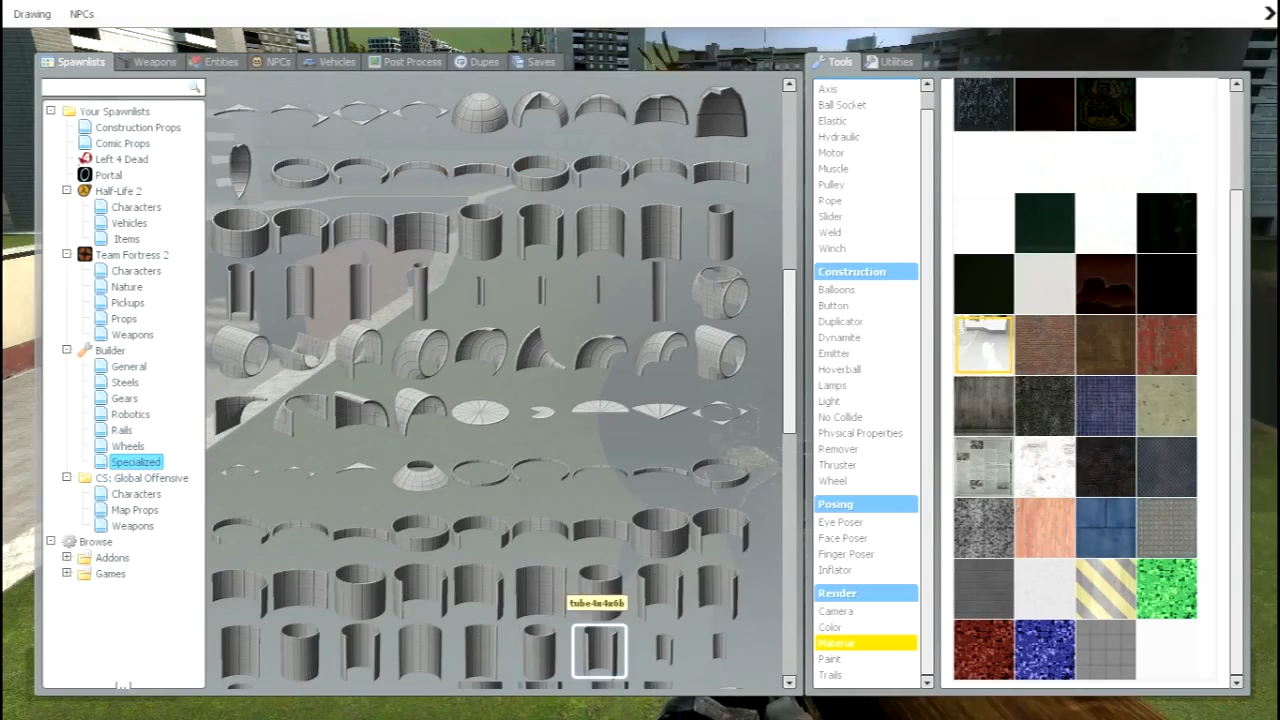 Drawing NPCs
Spawnlists Weapons Entities NPCs Vehicles Post Process Dupes Saves
Tools Utilities
Your Spawnlists
Construction Props
Comic Props
Left 4 Dead
Portal
Half-Life 2
Characters
Vehicles
Items
Team Fortress 2
Characters
Nature
Pickups
Props
Weapons
Builder
General
Steels
Gears
Robotics
Rails
Wheels
Specialized
CS: Global Offensive
Characters
Map Props
Weapons
Browse
Addons
Games
tube4x4x6b
Axis
Ball Socket
Elastic
Hydraulic
Motor
Muscle
Pulley
Rope
Slider
Weld
Winch
Construction
Balloons
Button
Duplicator
Dynamite
Emitter
Hoverball
Lamps
Light
No Collide
Physical Properties
Remover
Thruster
Wheel
Posing
Eye Poser
Face Poser
Finger Poser
Inflator
Render
Camera
Color
Material
Paint
Trails